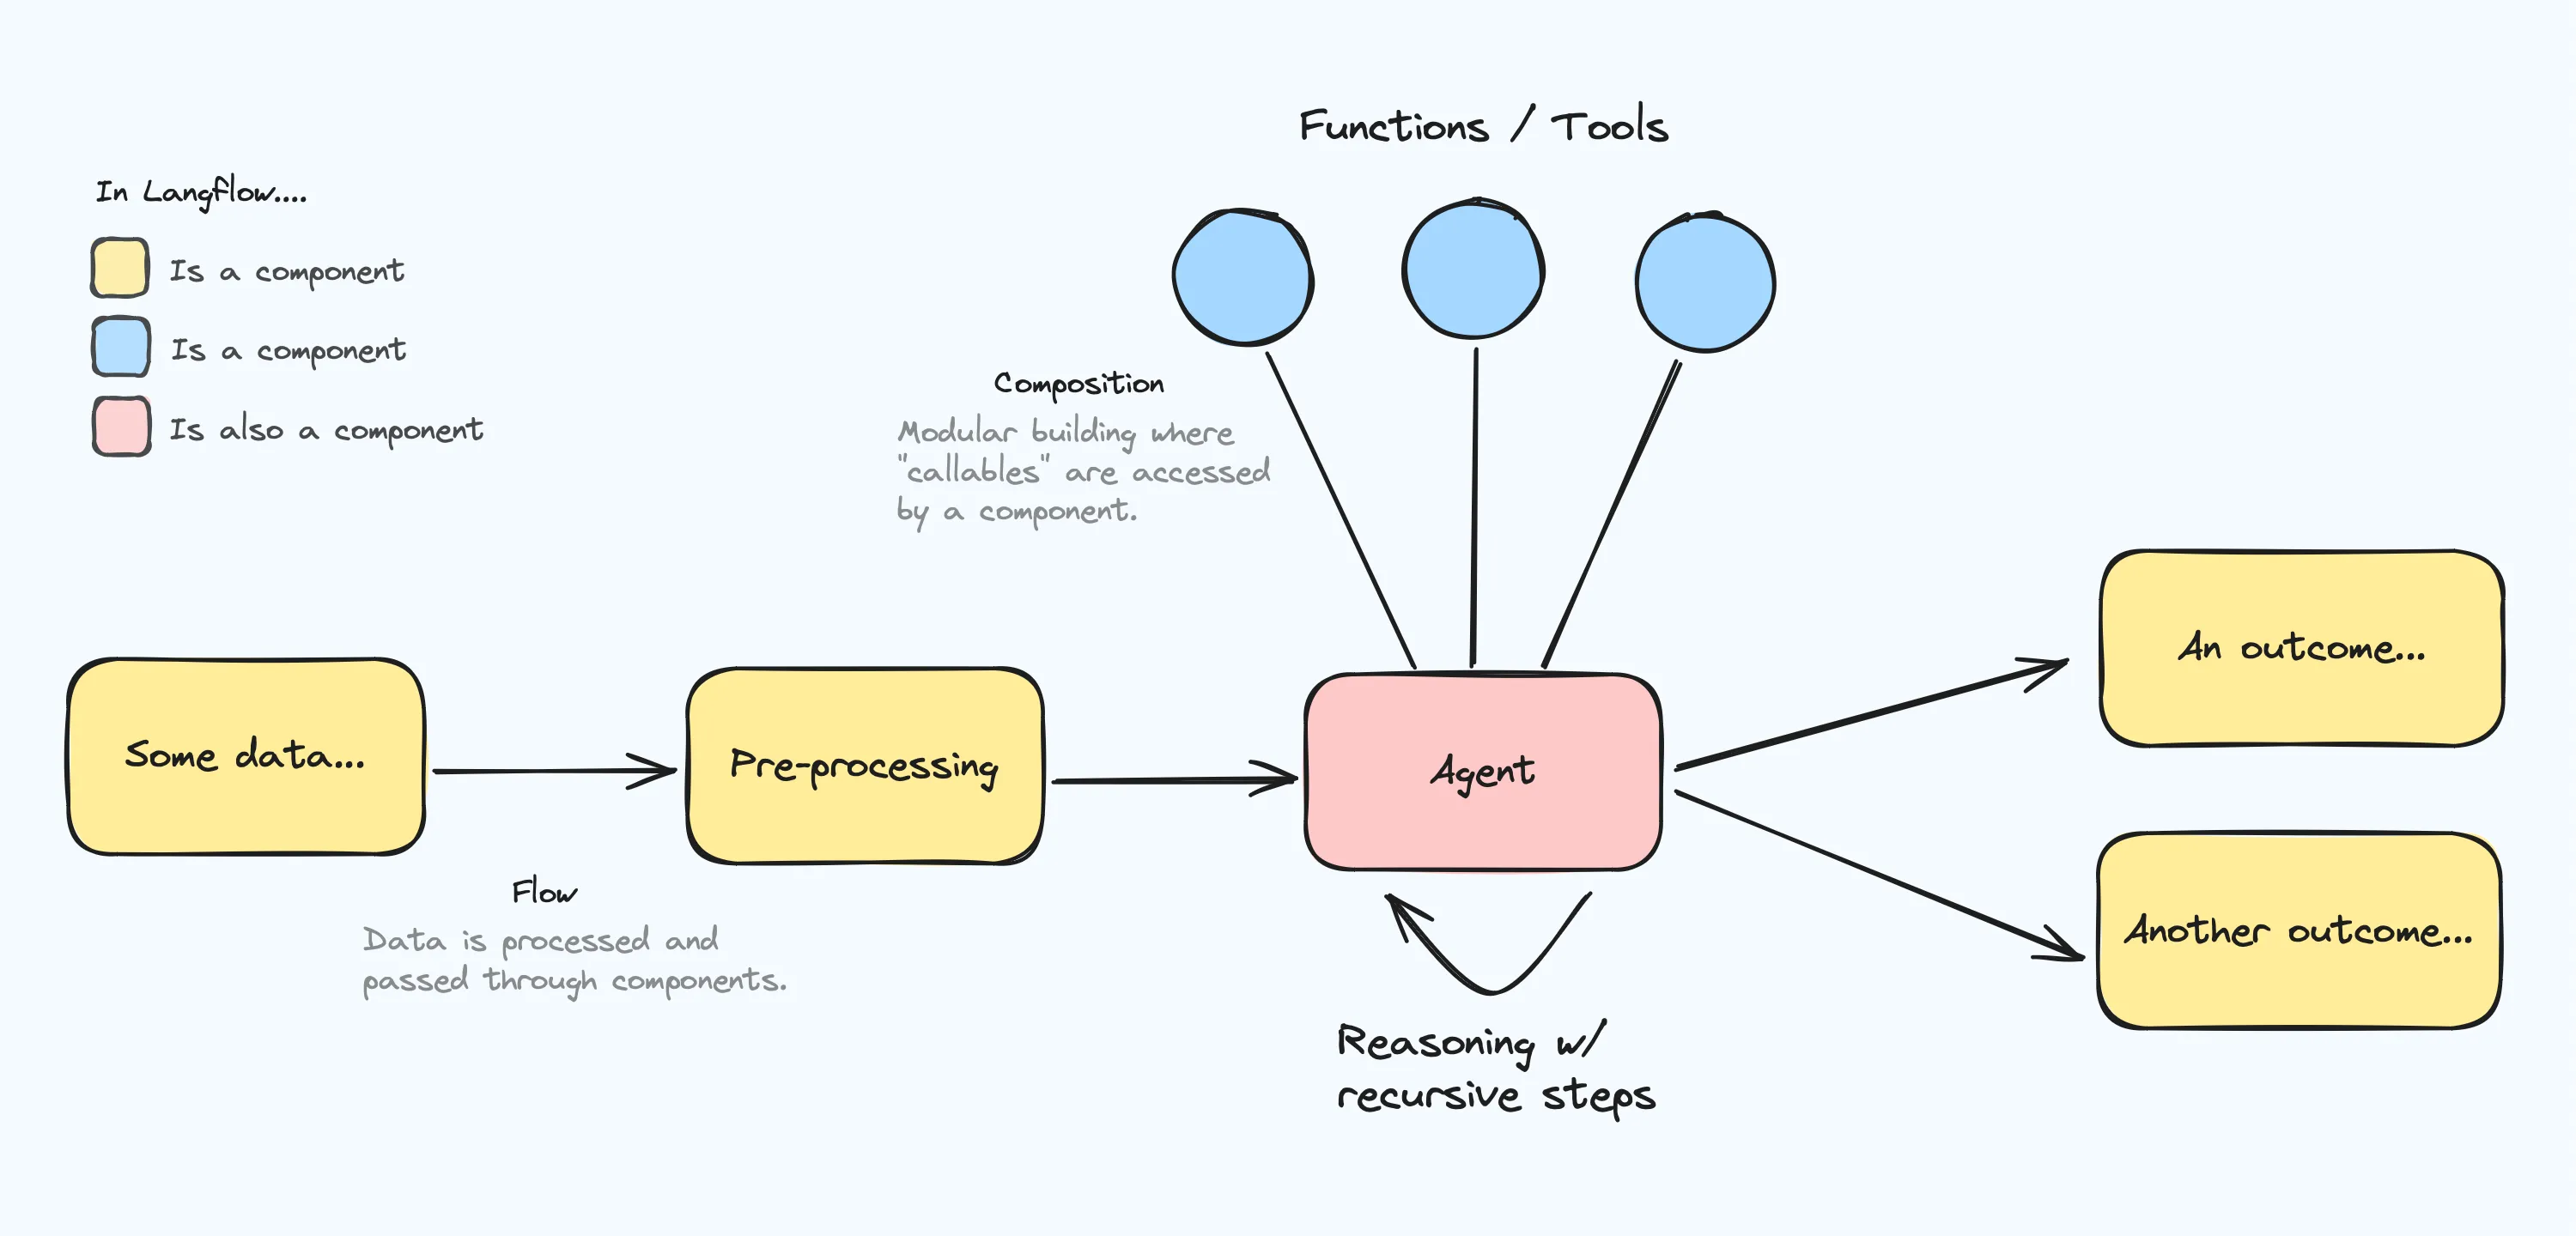 Functions / Tools
In Langflow....
Is a component
Is a component
Is also a component
Composition
Modular building where
"callables" are accessed
by a component.
Some data...
Pre-processing
Agent
An outcome...
Another outcome...
Flow
Data is processed and
passed through components.
Reasoning w/
recursive steps